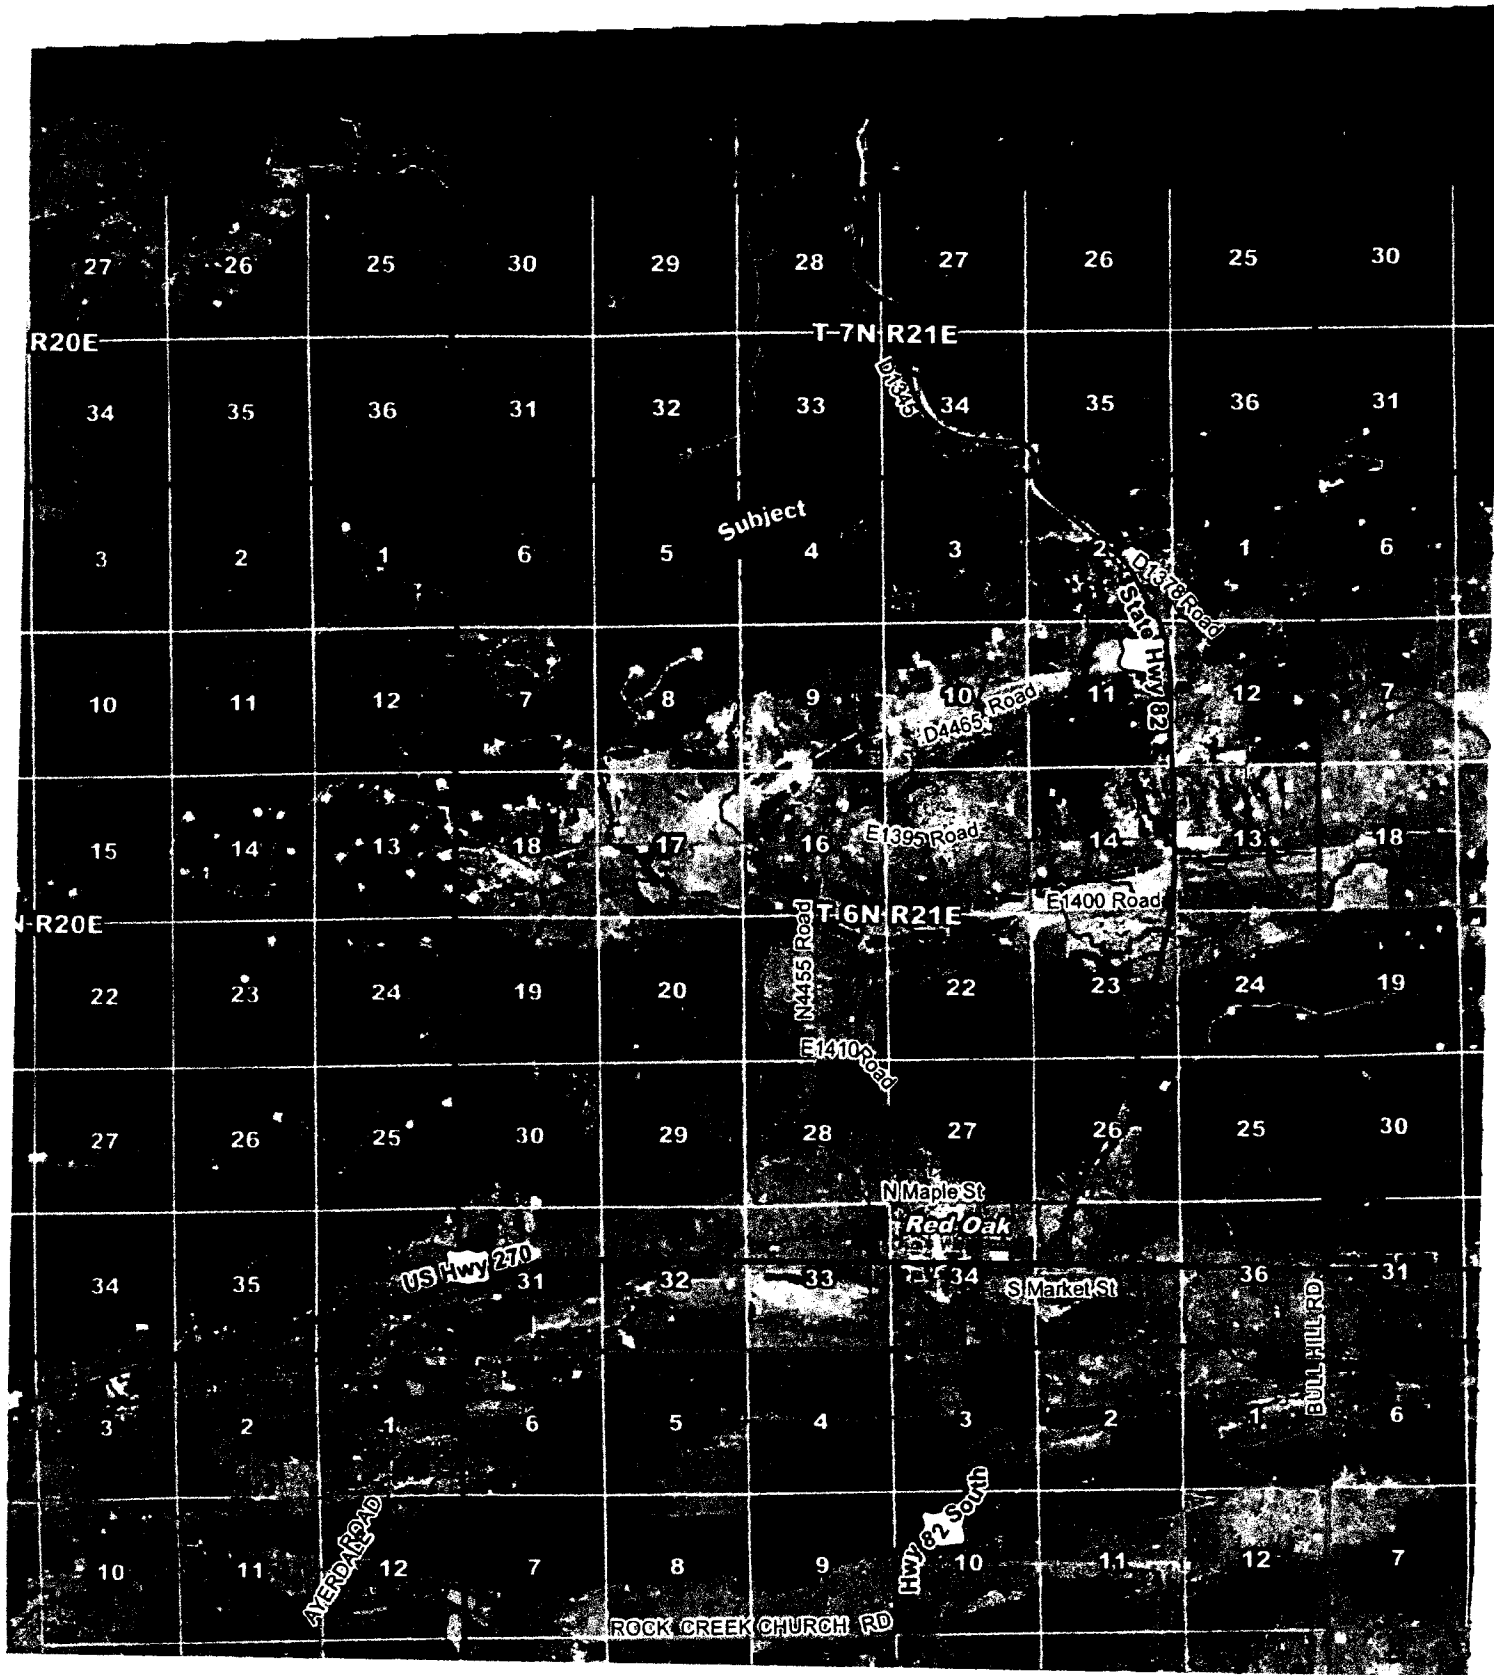 27 26 25 30 29 28 27 26 25 30
R20E T 7N R21E
D1345
34 35 36 31 32 33 34 35 36 31
Subject
3 2 1 6 5 4 3 2 1 6
D1378 Road
State Hwy 82
10 11 12 7 8 9 10 11 12 7
D4465 Road
15 14 13 18 17 16 E1395 Road 14 13 18
E1400 Road
N R20E T 6N R21E
N4455 Road
22 23 24 19 20 22 23 24 19
E1410 Road
27 26 25 30 29 28 27 26 25 30
N Maple St
Red Oak
US Hwy 270
34 35 31 32 33 34 36 31
S Market St
BULL HILL RD
3 2 1 6 5 4 3 2 1 6
Hwy 82 South
AYERDALE ROAD
10 11 12 7 8 9 10 11 12 7
ROCK CREEK CHURCH RD